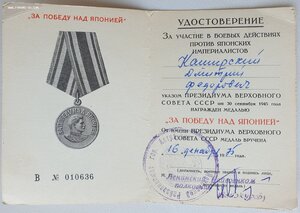 "ЗА ПОБЕДУ НАД ЯПОНИЕЙ"
В № 010636
УДОСТОВЕРЕНИЕ
ЗА УЧАСТИЕ В БОЕВЫХ ДЕЙСТВИЯХ
ПРОТИВ ЯПОНСКИХ
ИМПЕРИАЛИСТОВ
Каширский
Дмитрий
Федорович
УКАЗОМ ПРЕЗИДИУМА ВЕРХОВНОГО
СОВЕТА СССР от 30 сентября 1945 года
НАГРАЖДЕН МЕДАЛЬЮ
"ЗА ПОБЕДУ НАД ЯПОНИЕЙ"
От имени ПРЕЗИДИУМА ВЕРХОВНОГО
СОВЕТА СССР МЕДАЛЬ ВРУЧЕНА
16 декабря
года